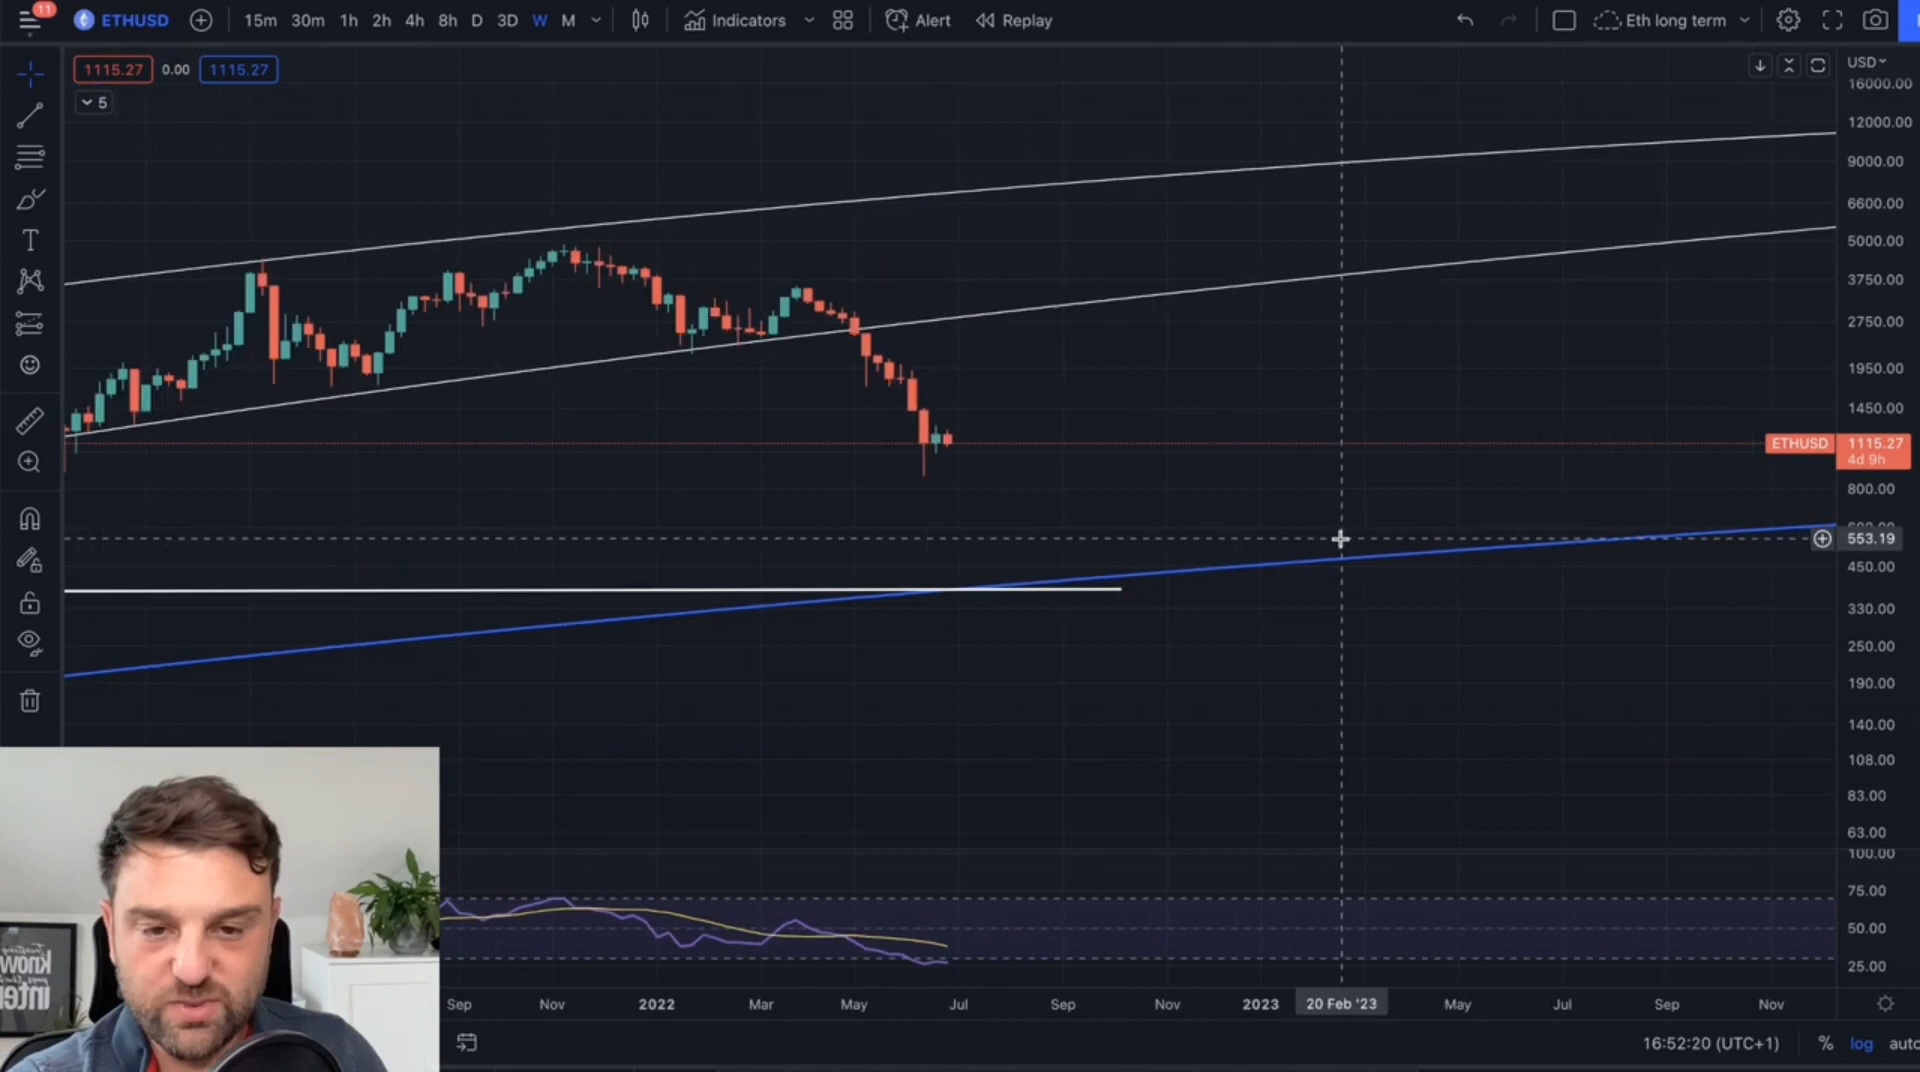 11
ETHUSD
15m 30m 1h 2h 4h 8h D 3D W M
Indicators
Alert
Replay
Eth long term
1115.27 0.00 1115.27
5
USD
16000.00
12000.00
9000.00
6600.00
5000.00
3750.00
2750.00
1950.00
1450.00
ETHUSD 1115.27
4d 9h
800.00
553.19
450.00
330.00
250.00
190.00
140.00
108.00
83.00
63.00
100.00
75.00
50.00
25.00
Sep Nov 2022 Mar May Jul Sep Nov 2023 20 Feb '23 May Jul Sep Nov
16:52:20 (UTC+1) % log auto